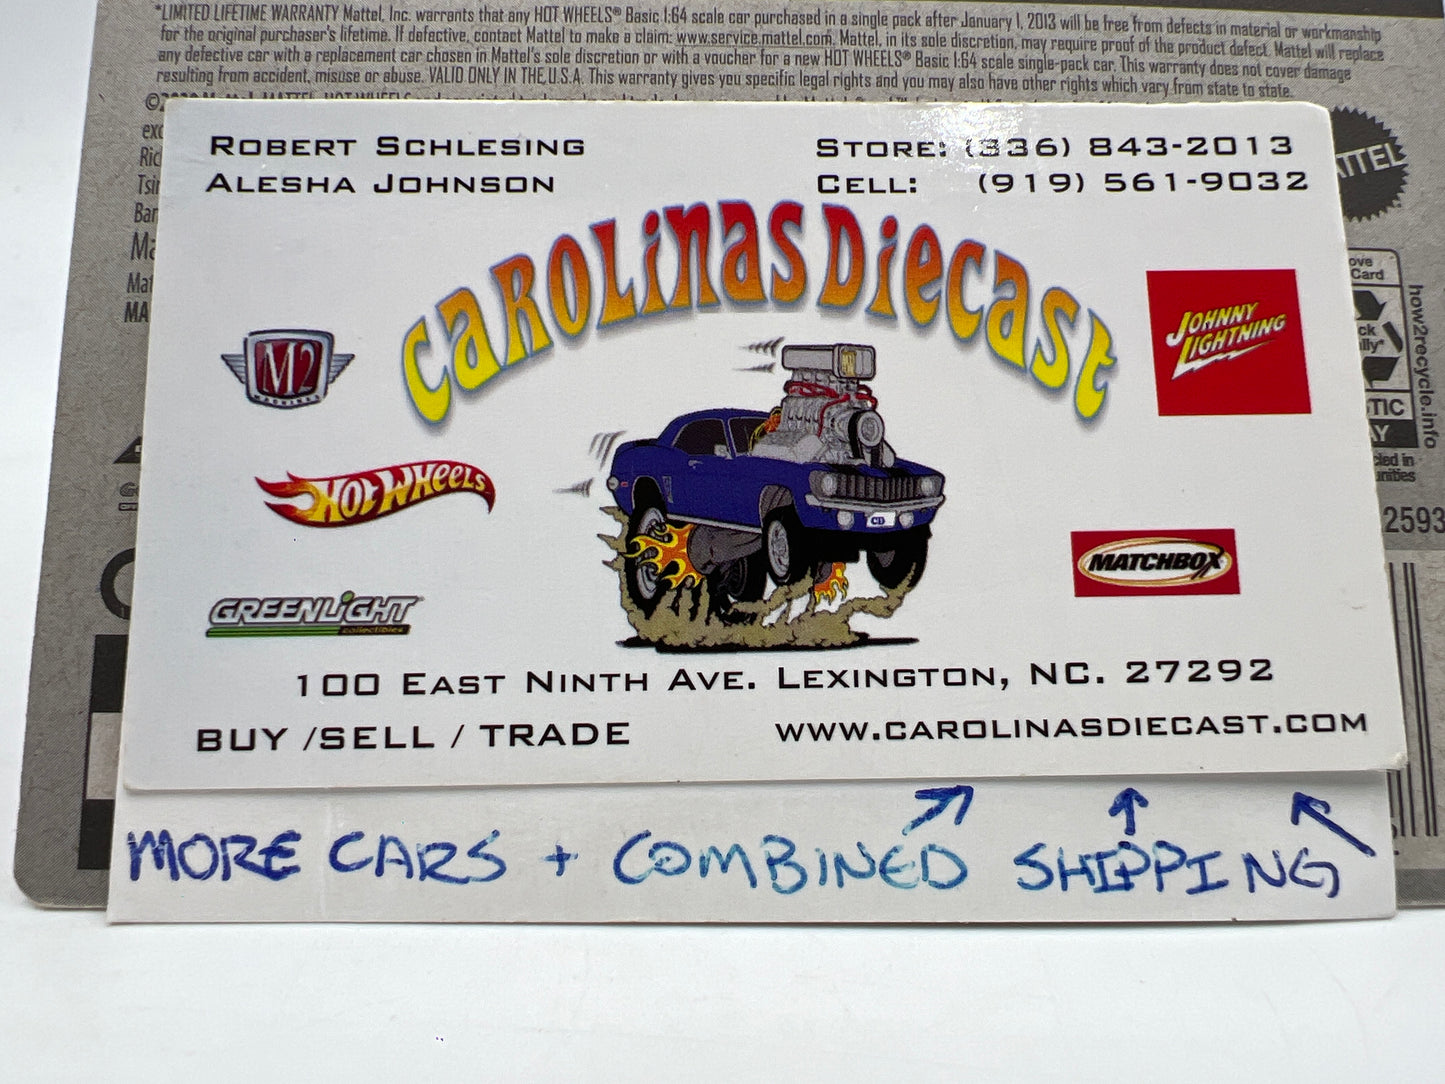 *LIMITED LIFETIME WARRANTY Mattel, Inc. warrants that any HOT WHEELS® Basic 1:64 scale car purchased in a single pack after January 1, 2013 will be free from defects in material or workmanship
for the original purchaser's lifetime. If defective, contact Mattel to make a claim: www.service.mattel.com. Mattel, in its sole discretion, may require proof of the product defect. Mattel will replace
any defective car with a replacement car chosen in Mattel's sole discretion or with a voucher for a new HOT WHEELS® Basic 1:64 scale single-pack car. This warranty does not cover damage
resulting from accident, misuse or abuse. VALID ONLY IN THE U.S.A. This warranty gives you specific legal rights and you may also have other rights which vary from state to state.
ROBERT SCHLESING
ALESHA JOHNSON
STORE: (336) 843-2013
CELL: (919) 561-9032
CAROLINAS DIECAST
M2
MACHINES
JOHNNY
LIGHTNING
HOT WHEELS
MATCHBOX
GREENLIGHT
collectibles
100 EAST NINTH AVE. LEXINGTON, NC. 27292
BUY /SELL / TRADE
WWW.CAROLINASDIECAST.COM
MORE CARS + COMBINED SHIPPING
how2recycle.info
Card
2593